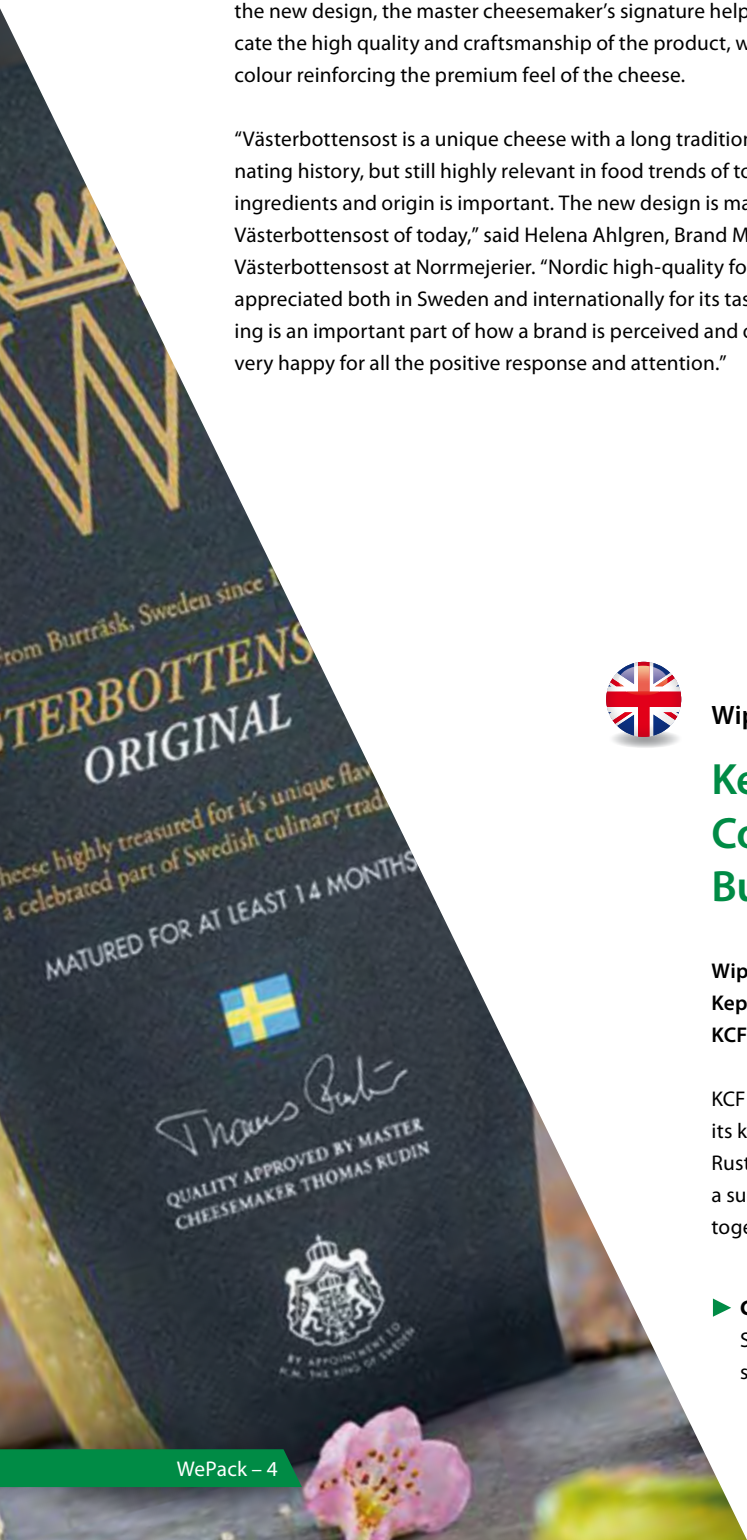 the new design, the master cheesemaker’s signature help
cate the high quality and craftsmanship of the product, w
colour reinforcing the premium feel of the cheese.
“Västerbottensost is a unique cheese with a long tradition
nating history, but still highly relevant in food trends of to
ingredients and origin is important. The new design is ma
Västerbottensost of today,” said Helena Ahlgren, Brand M
Västerbottensost at Norrmejerier. “Nordic high-quality fo
appreciated both in Sweden and internationally for its tas
ing is an important part of how a brand is perceived and
very happy for all the positive response and attention.”
W
From Burträsk, Sweden since 1
STERBOTTENS
ORIGINAL
heese highly treasured for it's unique flav
a celebrated part of Swedish culinary trad
MATURED FOR AT LEAST 14 MONTHS
Thomas Rudin
QUALITY APPROVED BY MASTER
CHEESEMAKER THOMAS RUDIN
BY APPOINTMENT TO
H.M. THE KING OF SWEDEN
Wip
Ke
Co
Bu
Wip
Kep
KCF
KCF
its k
Rust
a su
toge
S
s
WePack – 4